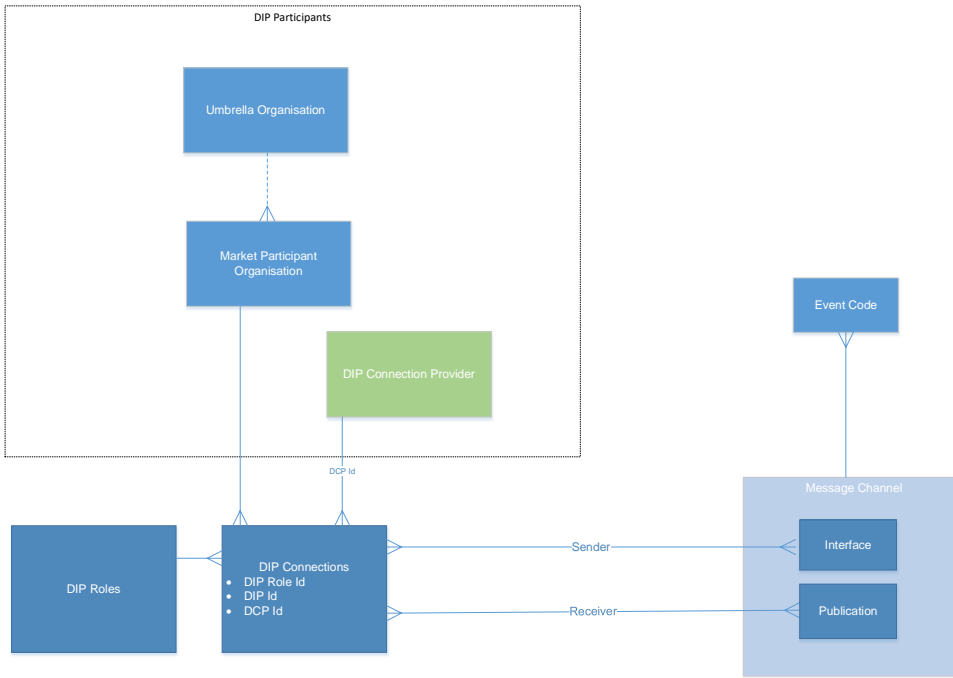 DIP Participants
Umbrella Organisation
Market Participant
Organisation
Event Code
DIP Connection Provider
DCP Id
Message Channel
DIP Roles
DIP Connections
• DIP Role Id
• DIP Id
• DCP Id
Sender
Interface
Receiver
Publication